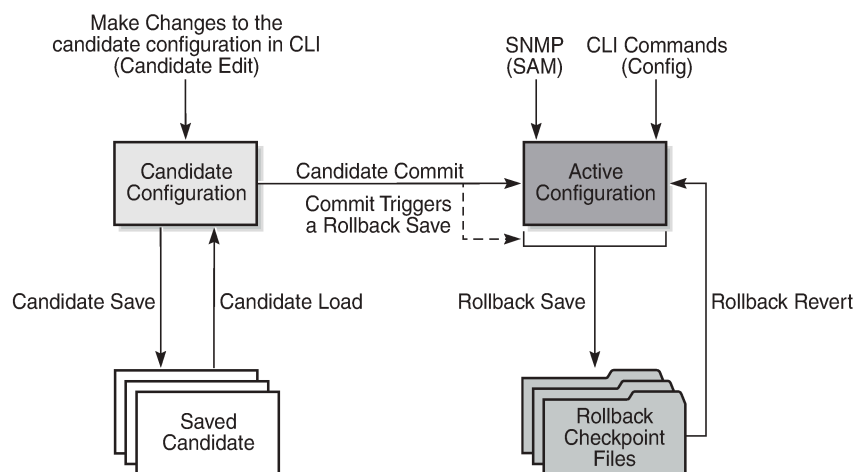 Make Changes to the
candidate configuration in CLI
(Candidate Edit)
SNMP
(SAM)
CLI Commands
(Config)
Candidate
Configuration
Candidate Commit
Commit Triggers
a Rollback Save
Active
Configuration
Candidate Save
Candidate Load
Rollback Save
Rollback Revert
Saved
Candidate
Rollback
Checkpoint
Files